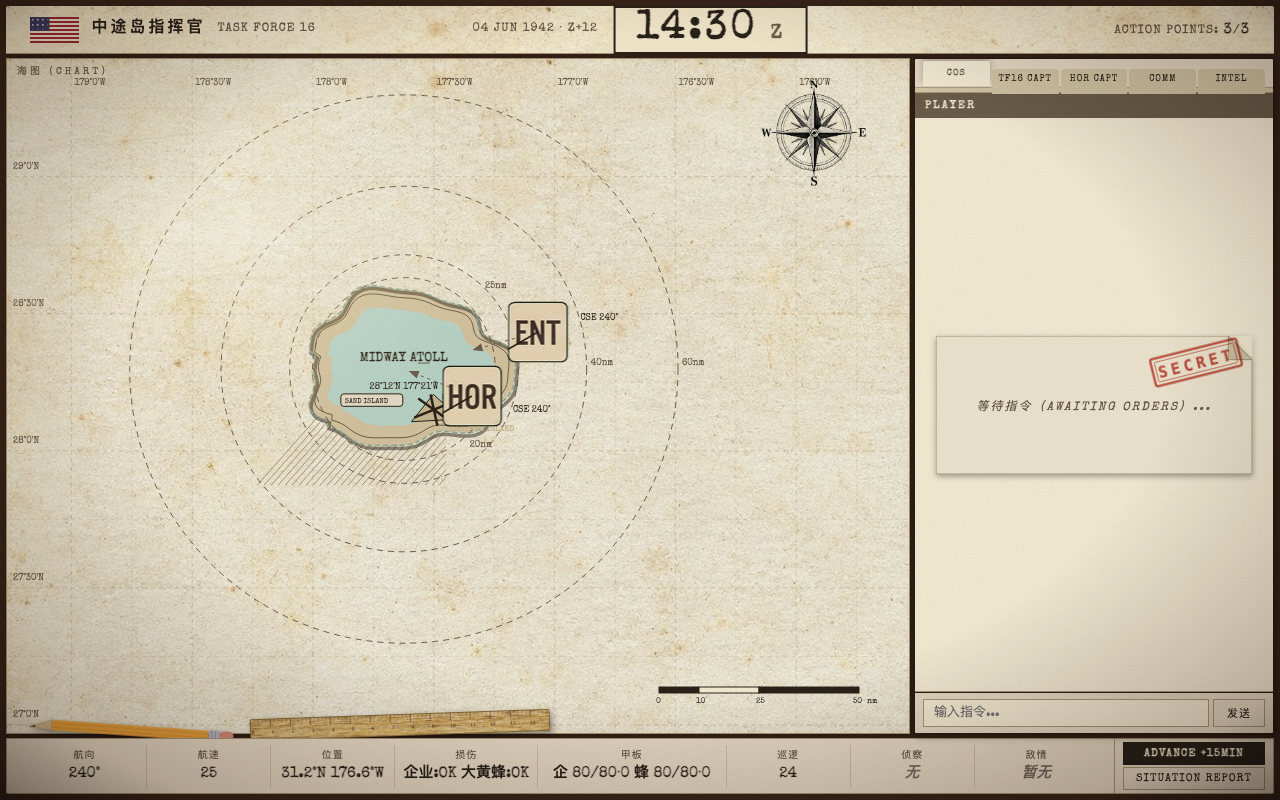 中途岛指挥官 TASK FORCE 16
04 JUN 1942 · Z+12
14:30 Z
ACTION POINTS: 3/3
海图 (CHART)
179°0'W 178°30'W 178°0'W 177°30'W 177°0'W 176°30'W
29°0'N
28°30'N
28°0'N
27°30'N
27°0'N
N
W E
S
25nm
ENT
CSE 240°
MIDWAY ATOLL
40nm
60nm
28°12'N 177°21'W
SAND ISLAND
HOR
CSE 240°
20nm
0 10 25 50 nm
COS TF16 CAPT HOR CAPT COMM INTEL
PLAYER
SECRET
等待指令 (AWAITING ORDERS) ...
输入指令...
发送
航向
240°
航速
25
位置
31.2°N 176.6°W
损伤
企业:OK 大黄蜂:OK
甲板
企 80/80·0 蜂 80/80·0
巡逻
24
侦察
无
敌情
暂无
ADVANCE +15MIN
SITUATION REPORT